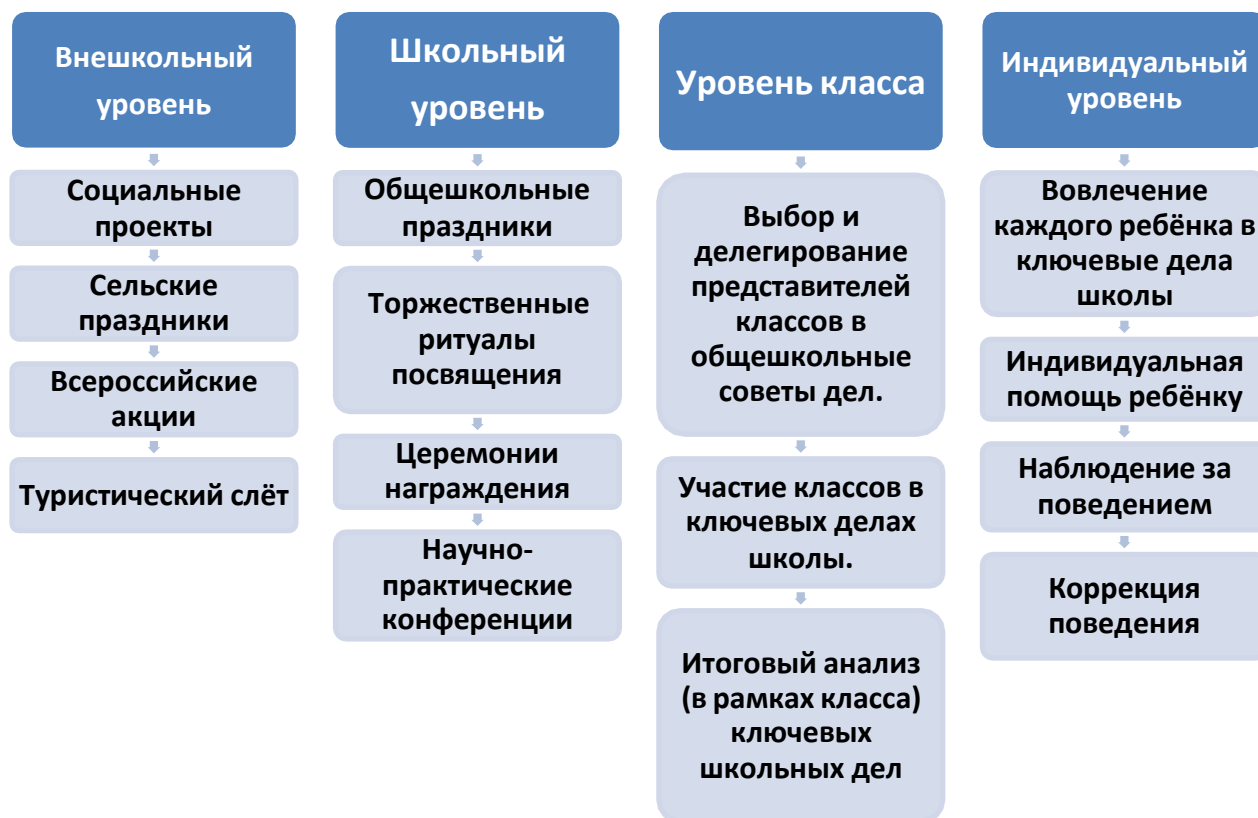 Внешкольный
уровень
Социальные
проекты
Сельские
праздники
Всероссийские
акции
Туристический слёт
Школьный
уровень
Общешкольные
праздники
Торжественные
ритуалы
посвящения
Церемонии
награждения
Научно-
практические
конференции
Уровень класса
Выбор и
делегирование
представителей
классов в
общешкольные
советы дел.
Участие классов в
ключевых делах
школы.
Итоговый анализ
(в рамках класса)
ключевых
школьных дел
Индивидуальный
уровень
Вовлечение
каждого ребёнка в
ключевые дела
школы
Индивидуальная
помощь ребёнку
Наблюдение за
поведением
Коррекция
поведения